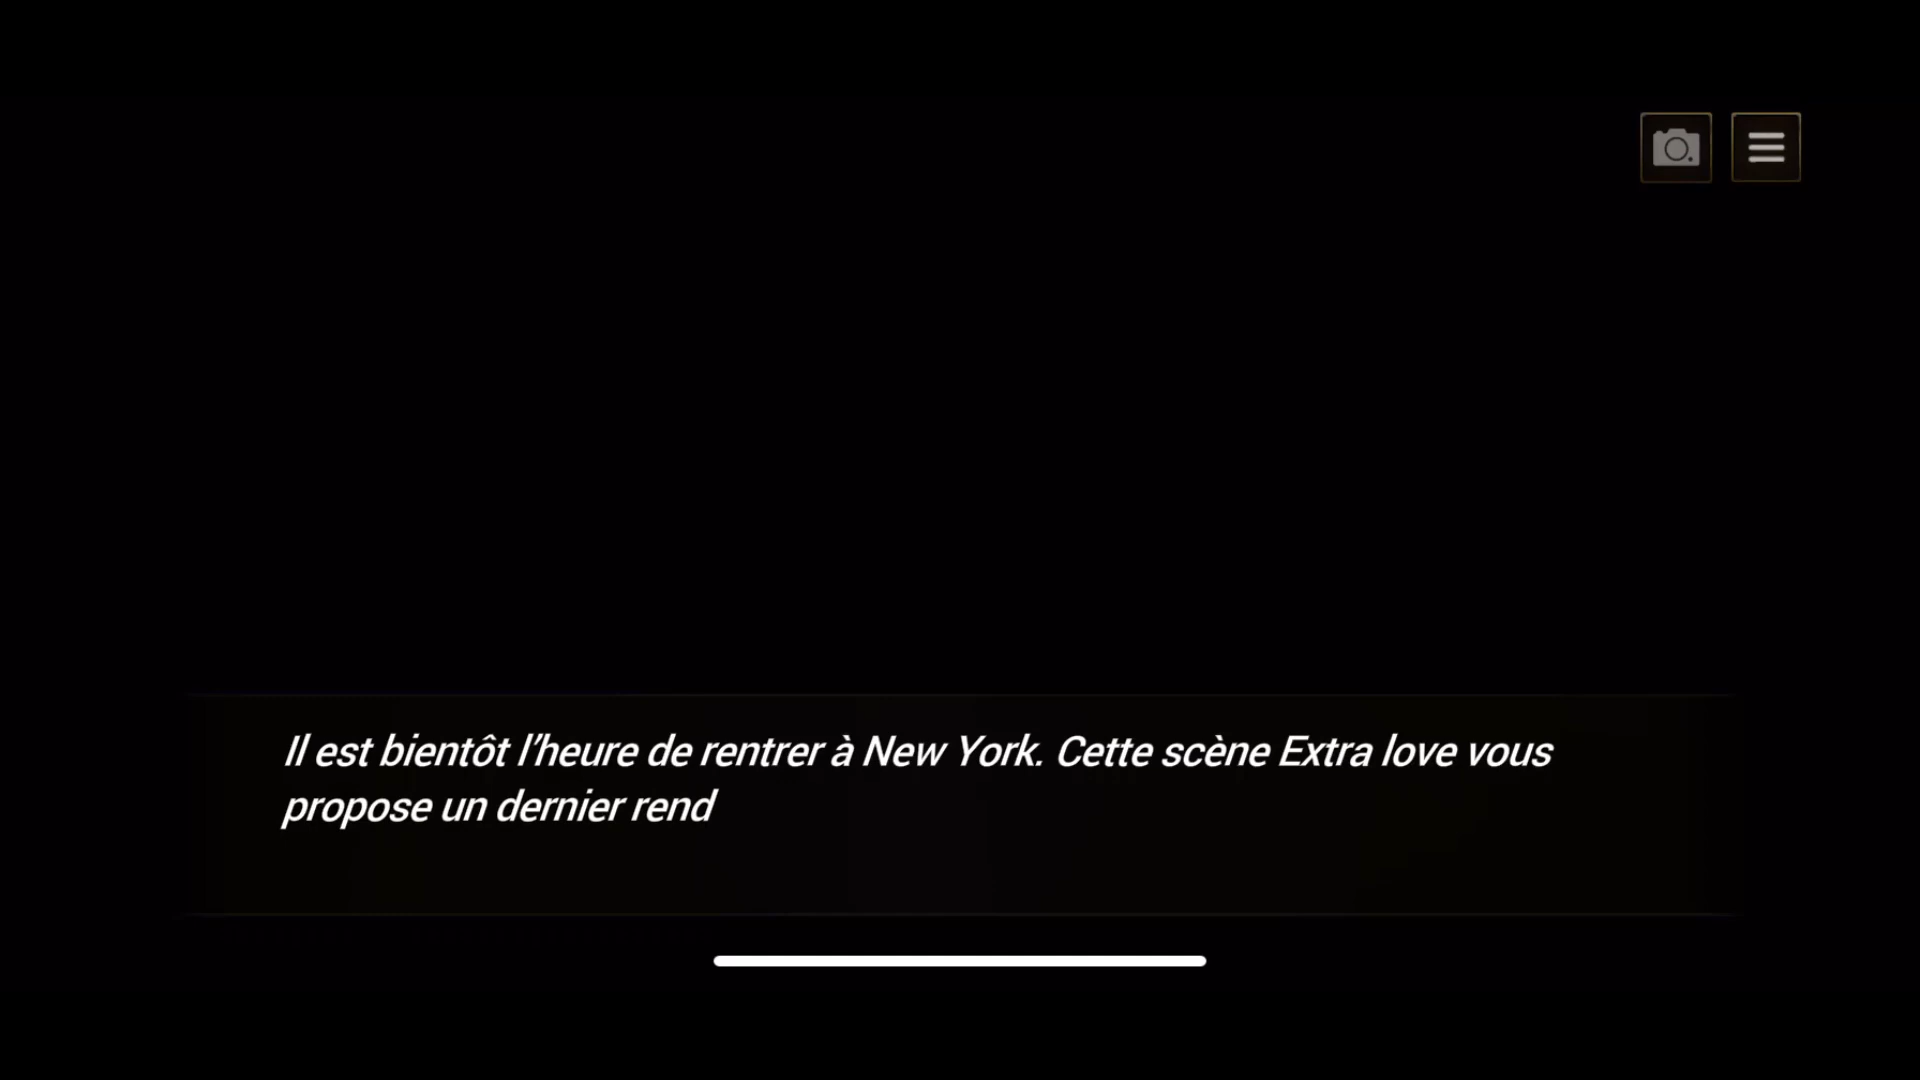 Il est bientôt l'heure de rentrer à New York. Cette scène Extra love vous
propose un dernier rend